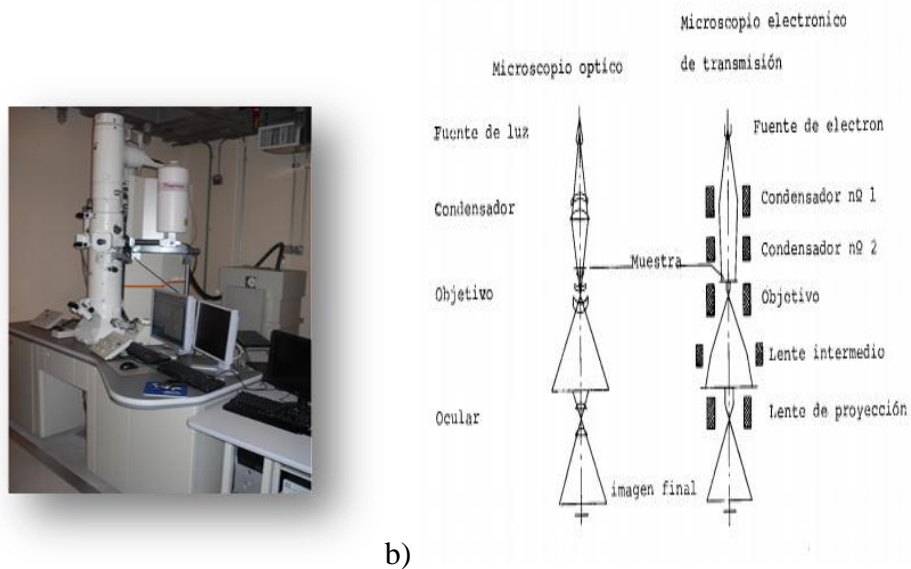 Microscopio electronico
de transmisión
Microscopio optico
Fuente de luz
Fuente de electron
Condensador
Condensador nº 1
Condensador nº 2
Muestra
Objetivo
Objetivo
Lente intermedio
Ocular
Lente de proyección
imagen final
b)